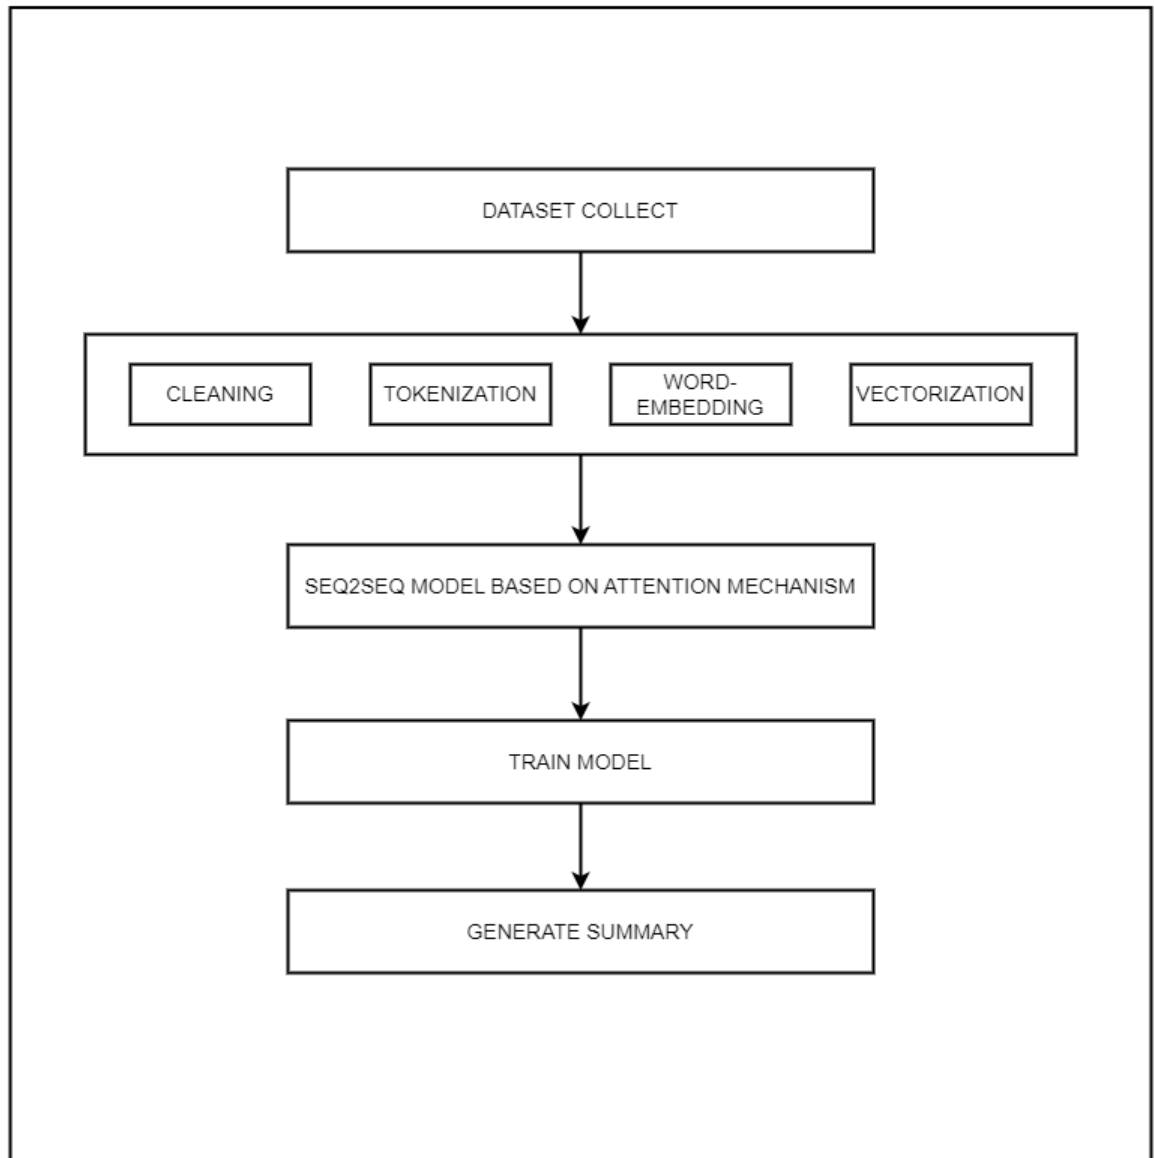 DATASET COLLECT
CLEANING
TOKENIZATION
WORD-
EMBEDDING
VECTORIZATION
SEQ2SEQ MODEL BASED ON ATTENTION MECHANISM
TRAIN MODEL
GENERATE SUMMARY